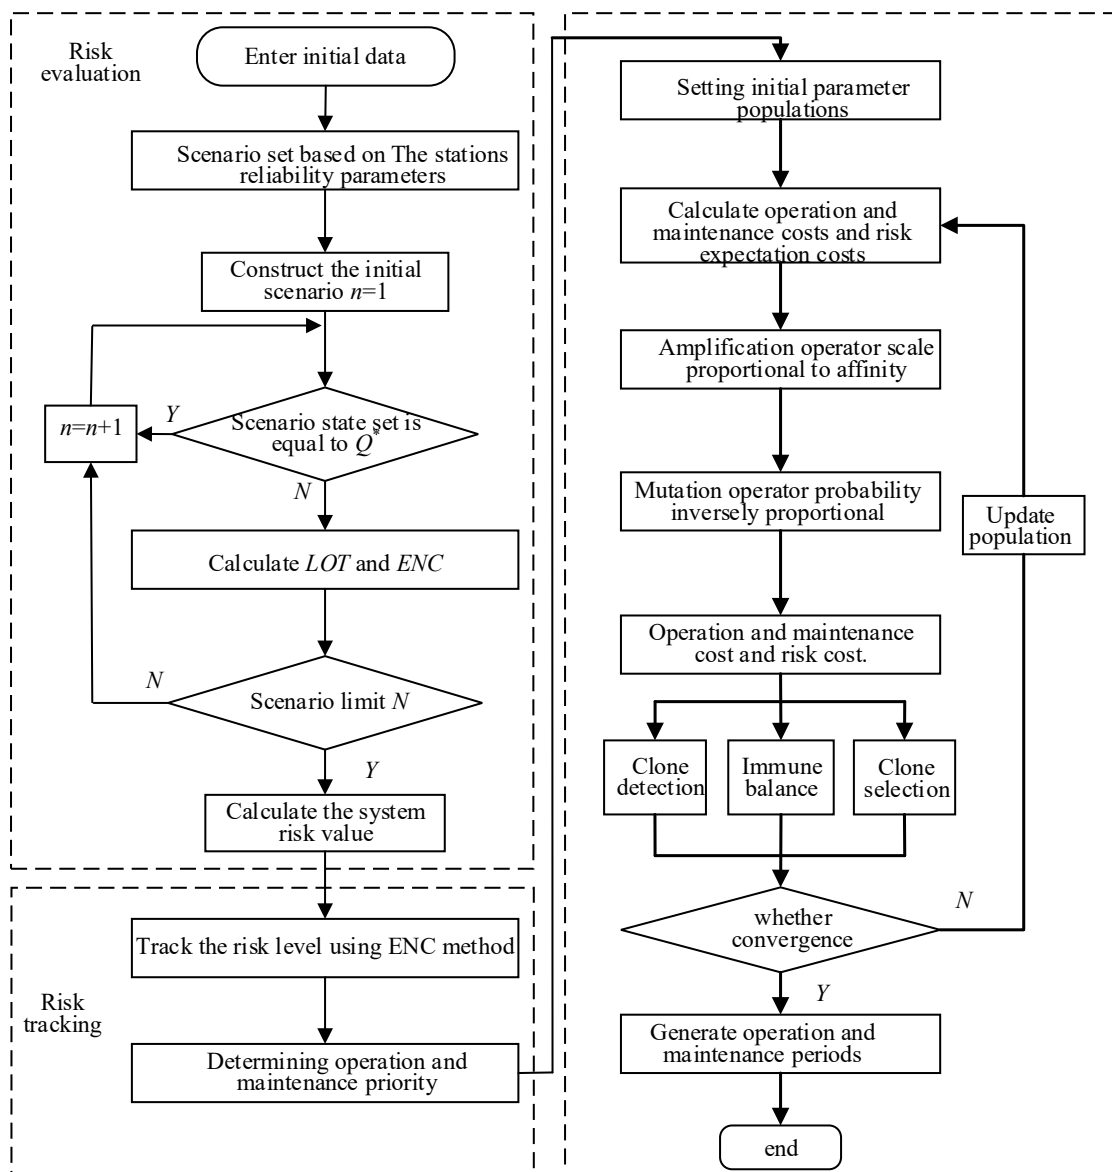 Risk
evaluation
Enter initial data
Scenario set based on The stations
reliability parameters
Construct the initial
scenario n=1
n=n+1
Y
Scenario state set is
equal to Q*
N
Calculate LOT and ENC
N
Scenario limit N
Y
Calculate the system
risk value
Track the risk level using ENC method
Risk
tracking
Determining operation and
maintenance priority
Setting initial parameter
populations
Calculate operation and
maintenance costs and risk
expectation costs
Amplification operator scale
proportional to affinity
Mutation operator probability
inversely proportional
Update
population
Operation and maintenance
cost and risk cost.
Clone
detection
Immune
balance
Clone
selection
whether
convergence
N
Y
Generate operation and
maintenance periods
end